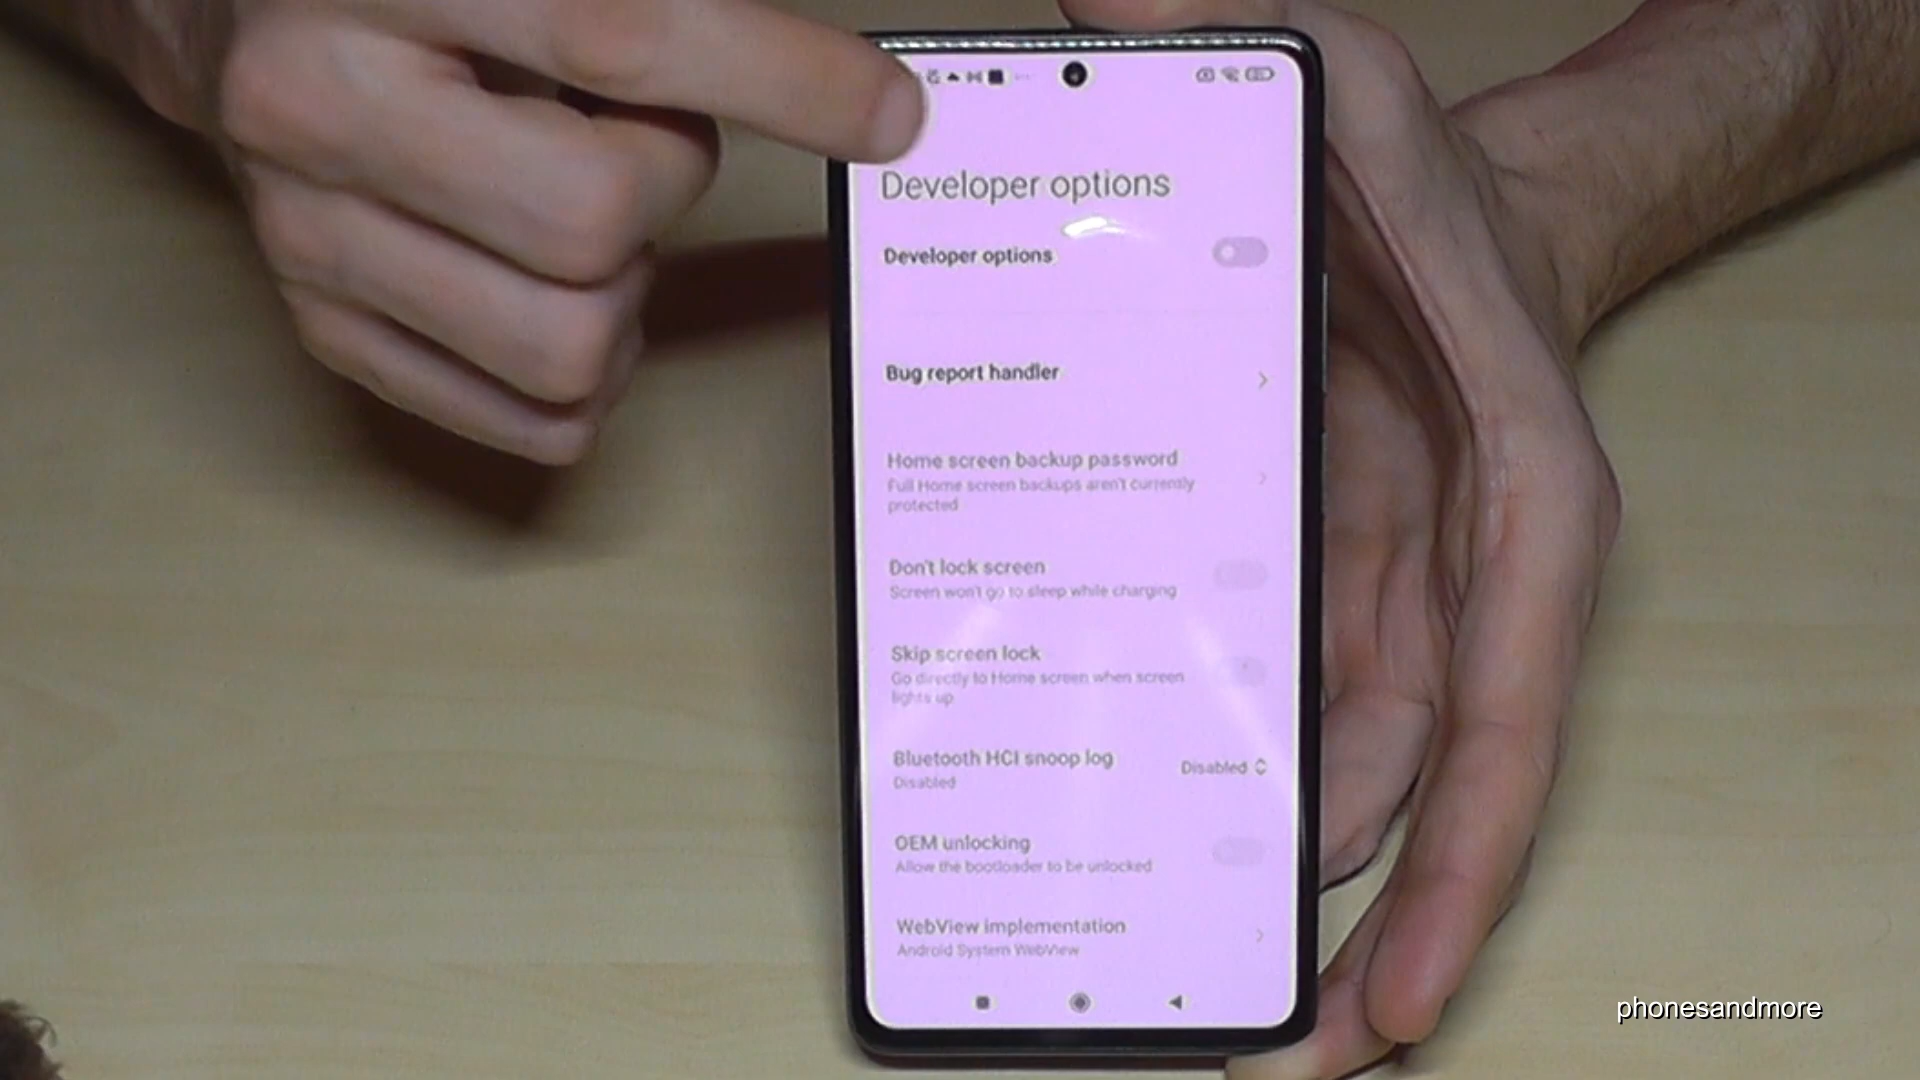 Developer options
Developer options
Bug report handler
Home screen backup password
Full Home screen backups aren't currently
protected
Don't lock screen
Screen won't go to sleep while charging
Skip screen lock
Go directly to Home screen when screen
lights up
Bluetooth HCI snoop log
Disabled
Disabled
OEM unlocking
Allow the bootloader to be unlocked
WebView implementation
Android System WebView
phonesandmore